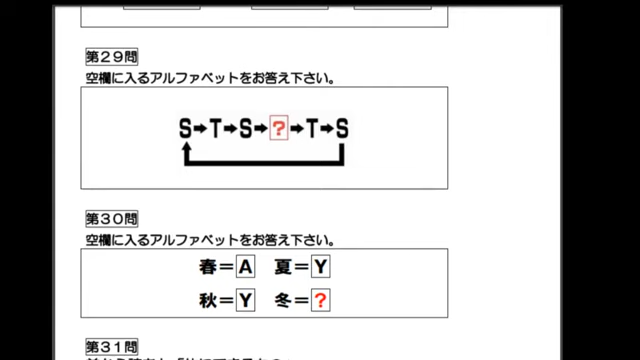 第29問
空欄に入るアルファベットをお答え下さい。
S→T→S→?→T→S
第30問
空欄に入るアルファベットをお答え下さい。
春=A 夏=Y
秋=Y 冬=?
第31問